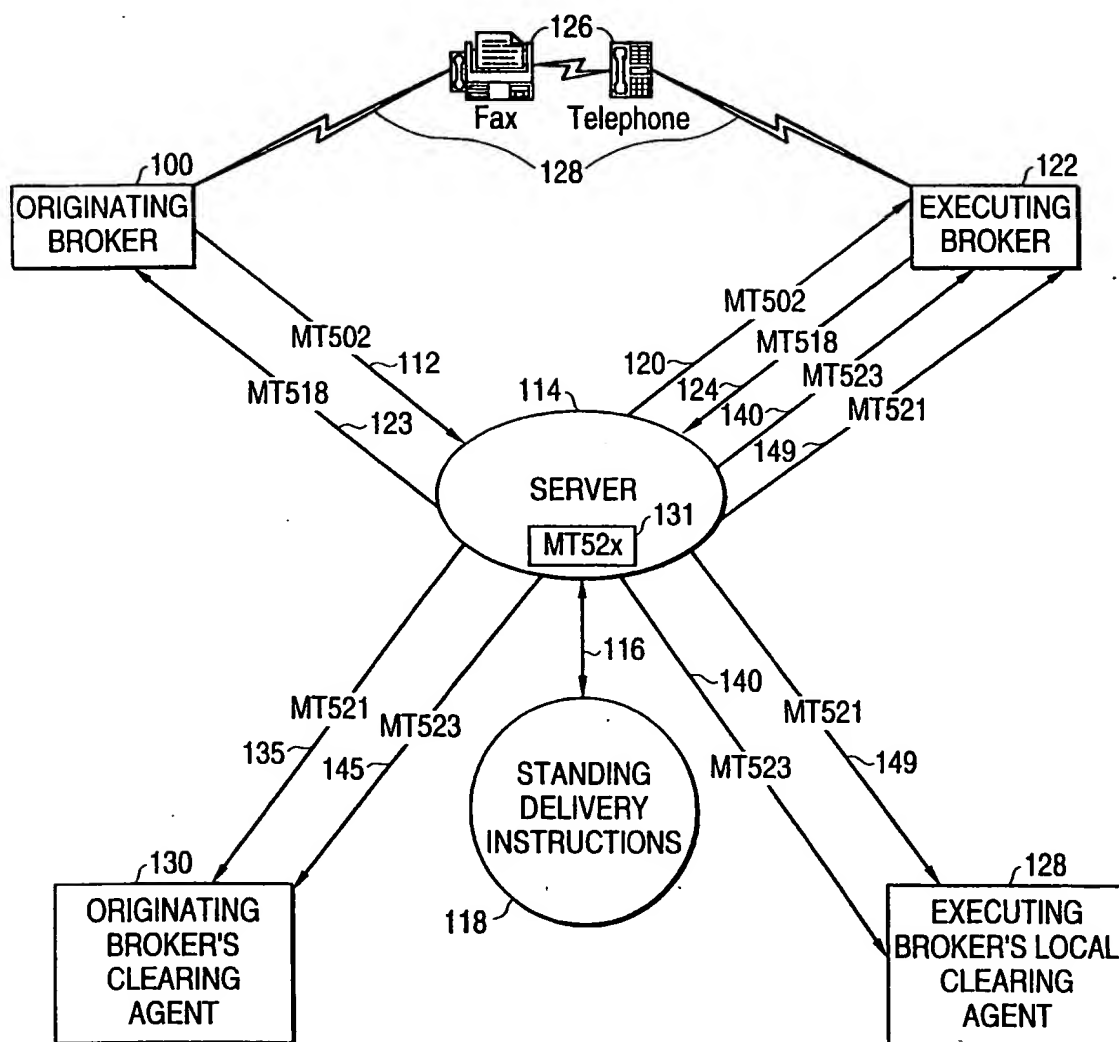 126
Fax
Telephone
128
100
ORIGINATING
BROKER
122
EXECUTING
BROKER
MT502
112
MT518
123
MT502
120
MT518
124
MT523
140
MT521
149
114
SERVER
131
MT52x
116
MT521
135
MT523
145
140
MT523
MT521
149
STANDING
DELIVERY
INSTRUCTIONS
118
130
ORIGINATING
BROKER'S
CLEARING
AGENT
128
EXECUTING
BROKER'S LOCAL
CLEARING
AGENT